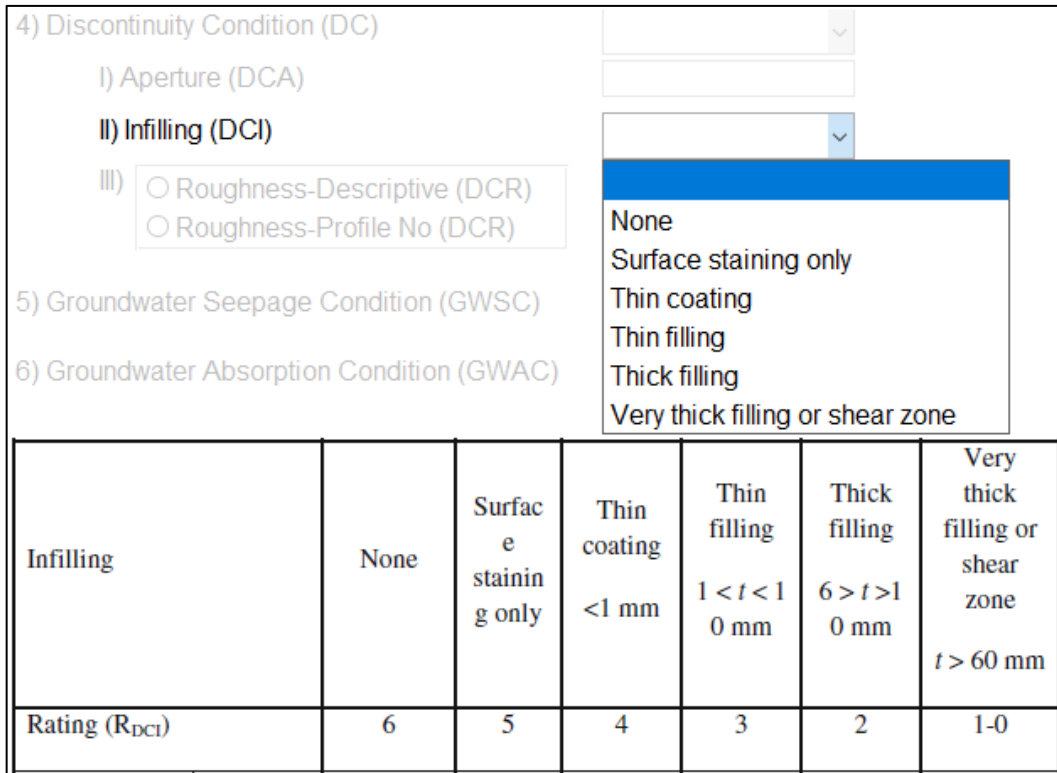 4) Discontinuity Condition (DC)
I) Aperture (DCA)
II) Infilling (DCI)
III)
Roughness-Descriptive (DCR)
Roughness-Profile No (DCR)
5) Groundwater Seepage Condition (GWSC)
6) Groundwater Absorption Condition (GWAC)
None
Surface staining only
Thin coating
Thin filling
Thick filling
Very thick filling or shear zone
Infilling
None
Surfac
e
stainin
g only
Thin
coating
<1 mm
Thin
filling
1 < t < 1
0 mm
Thick
filling
6 > t >1
0 mm
Very
thick
filling or
shear
zone
t > 60 mm
Rating (RDCI)
6
5
4
3
2
1-0